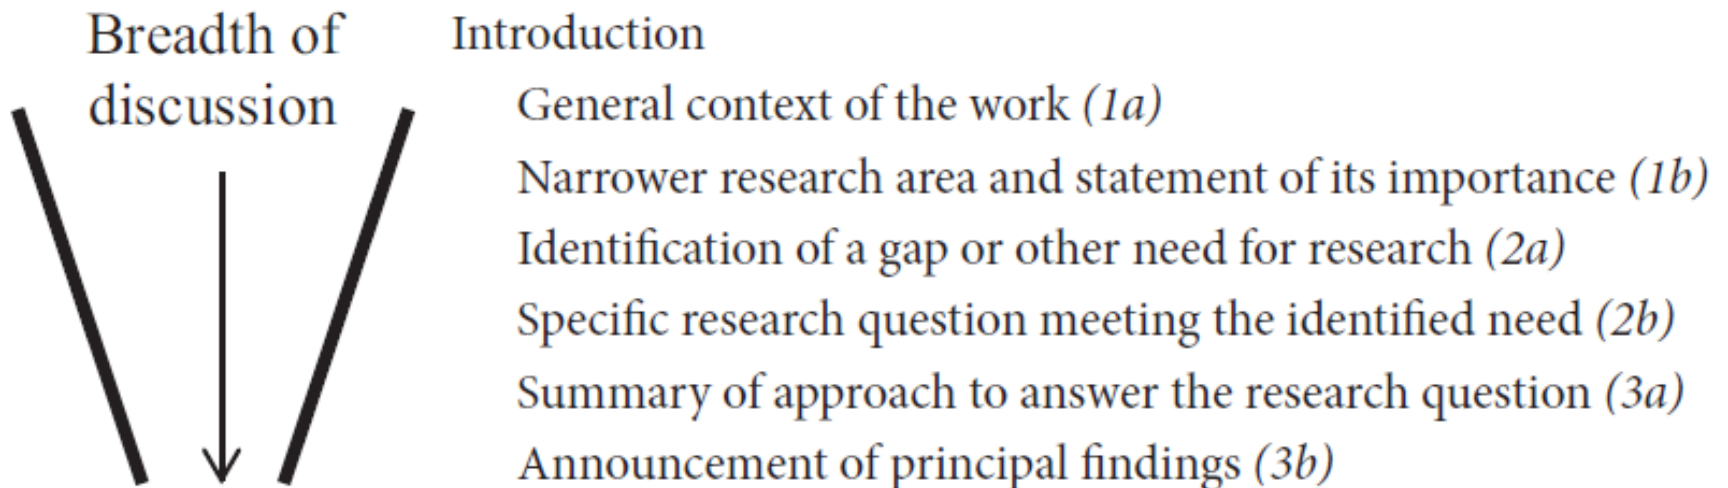 Breadth of
discussion
Introduction
General context of the work (1a)
Narrower research area and statement of its importance (1b)
Identification of a gap or other need for research (2a)
Specific research question meeting the identified need (2b)
Summary of approach to answer the research question (3a)
Announcement of principal findings (3b)